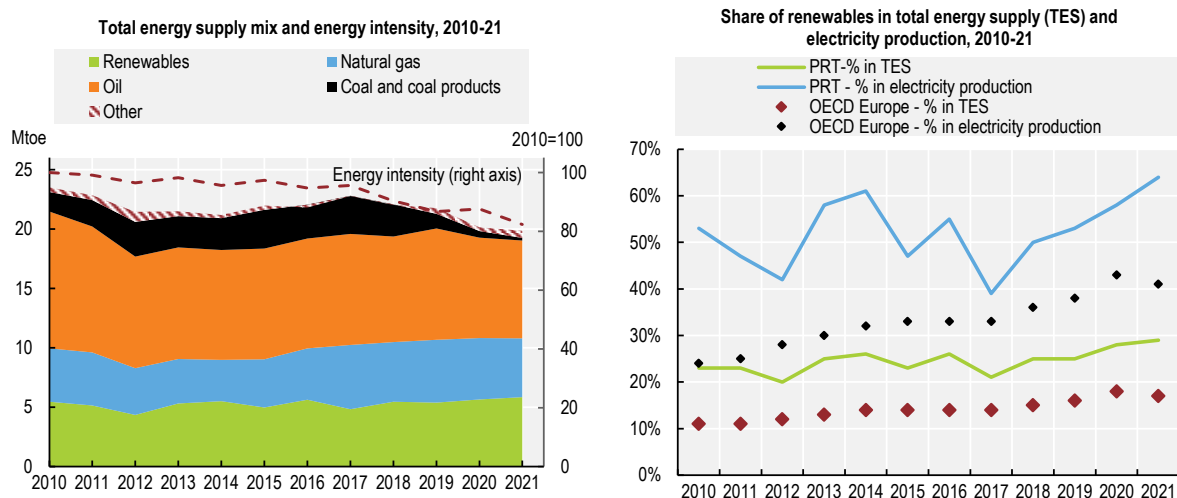 Total energy supply mix and energy intensity, 2010-21
Renewables
Natural gas
Oil
Coal and coal products
Other
Mtoe
2010=100
Energy intensity (right axis)
25
20
15
10
5
0
100
80
60
40
20
0
2010 2011 2012 2013 2014 2015 2016 2017 2018 2019 2020 2021
Share of renewables in total energy supply (TES) and
electricity production, 2010-21
PRT-% in TES
PRT - % in electricity production
OECD Europe - % in TES
OECD Europe - % in electricity production
70%
60%
50%
40%
30%
20%
10%
0%
2010 2011 2012 2013 2014 2015 2016 2017 2018 2019 2020 2021